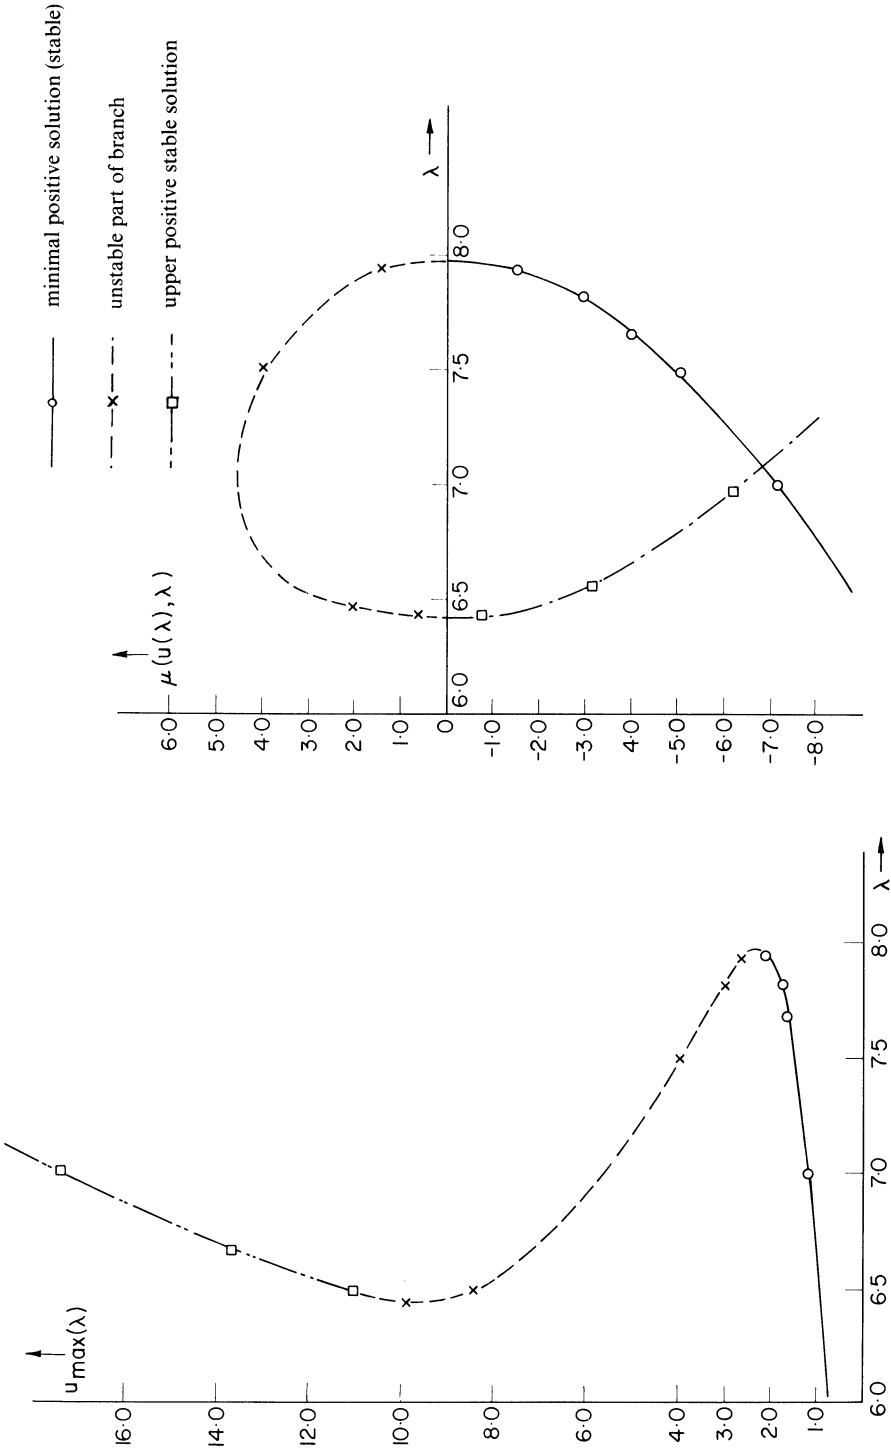 minimal positive solution (stable)
unstable part of branch
upper positive stable solution
μ(u(λ),λ)
6·0
5·0
4·0
3·0
2·0
1·0
0
-1·0
-2·0
-3·0
-4·0
-5·0
-6·0
-7·0
-8·0
6·0 6·5 7·0 7·5 8·0
λ
umax(λ)
16·0
14·0
12·0
10·0
8·0
6·0
4·0
3·0
2·0
1·0
6·0 6·5 7·0 7·5 8·0
λ